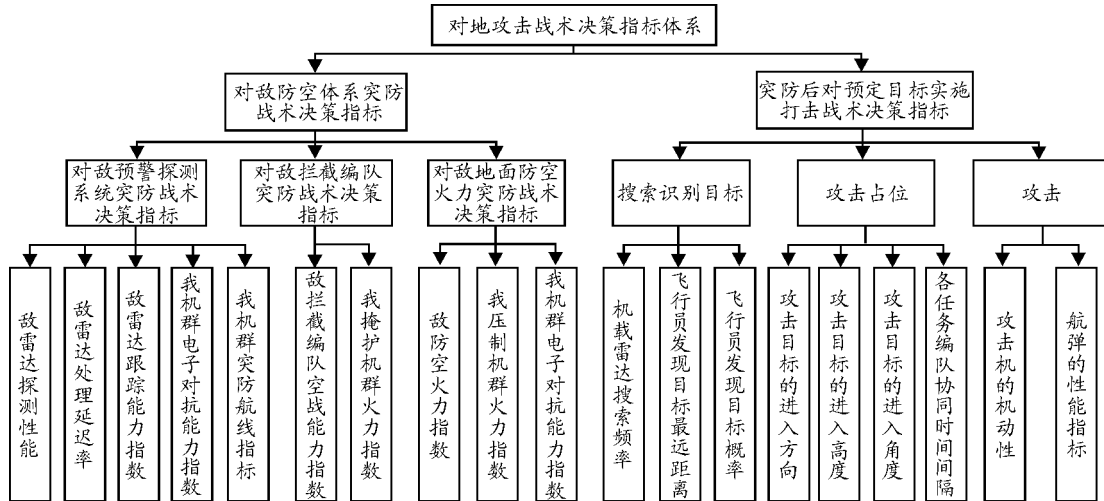 对地攻击战术决策指标体系
对敌防空体系突防
战术决策指标
突防后对预定目标实施
打击战术决策指标
对敌预警探测
系统突防战术
决策指标
对敌拦截编队
突防战术决策
指标
对敌地面防空
火力突防战术
决策指标
搜索识别目标
攻击占位
攻击
敌雷达探测性能
敌雷达处理延迟率
敌雷达跟踪能力指数
我机群电子对抗能力指数
我机群突防航线指标
敌拦截编队空战能力指数
我掩护机群火力指数
敌防空火力指数
我压制机群火力指数
我机群电子对抗能力指数
机载雷达搜索频率
飞行员发现目标最远距离
飞行员发现目标概率
攻击目标的进入方向
攻击目标的进入高度
攻击目标的进入角度
各任务编队协同时间间隔
攻击机的机动性
航弹的性能指标